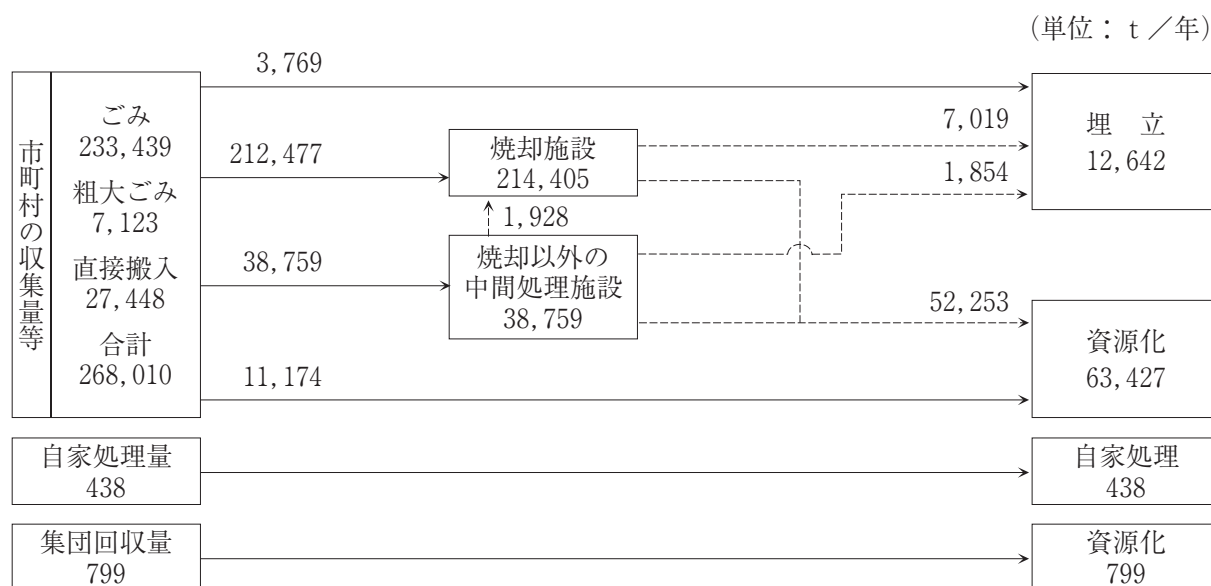 (単位：t／年)
市町村の収集量等
ごみ
233,439
粗大ごみ
7,123
直接搬入
27,448
合計
268,010
3,769
212,477
38,759
11,174
焼却施設
214,405
1,928
焼却以外の
中間処理施設
38,759
7,019
1,854
52,253
埋　立
12,642
資源化
63,427
自家処理量
438
自家処理
438
集団回収量
799
資源化
799